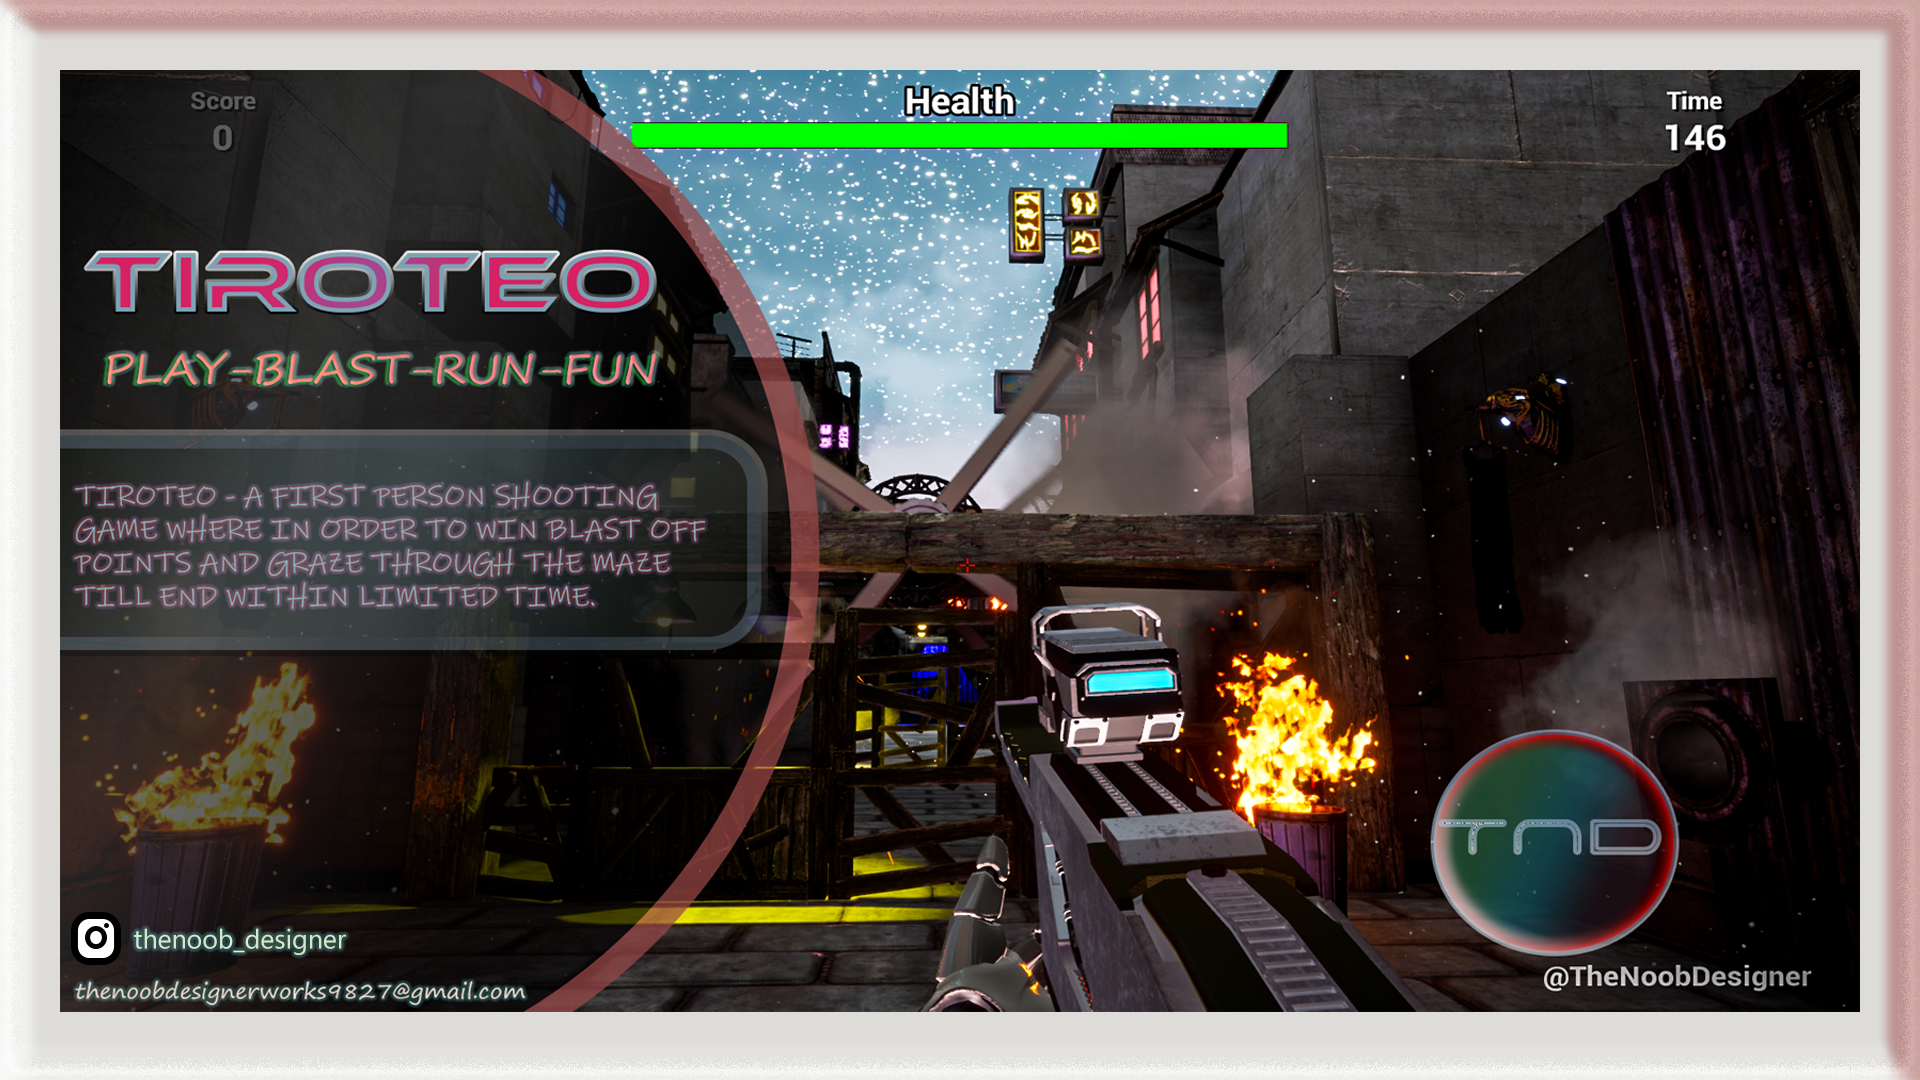 Score
0
Health
Time
146
TIROTEO
PLAY-BLAST-RUN-FUN
TIROTEO - A FIRST PERSON SHOOTING
GAME WHERE IN ORDER TO WIN BLAST OFF
POINTS AND GRAZE THROUGH THE MAZE
TILL END WITHIN LIMITED TIME.
TND
thenoob_designer
thenoobdesignerworks9827@gmail.com
@TheNoobDesigner